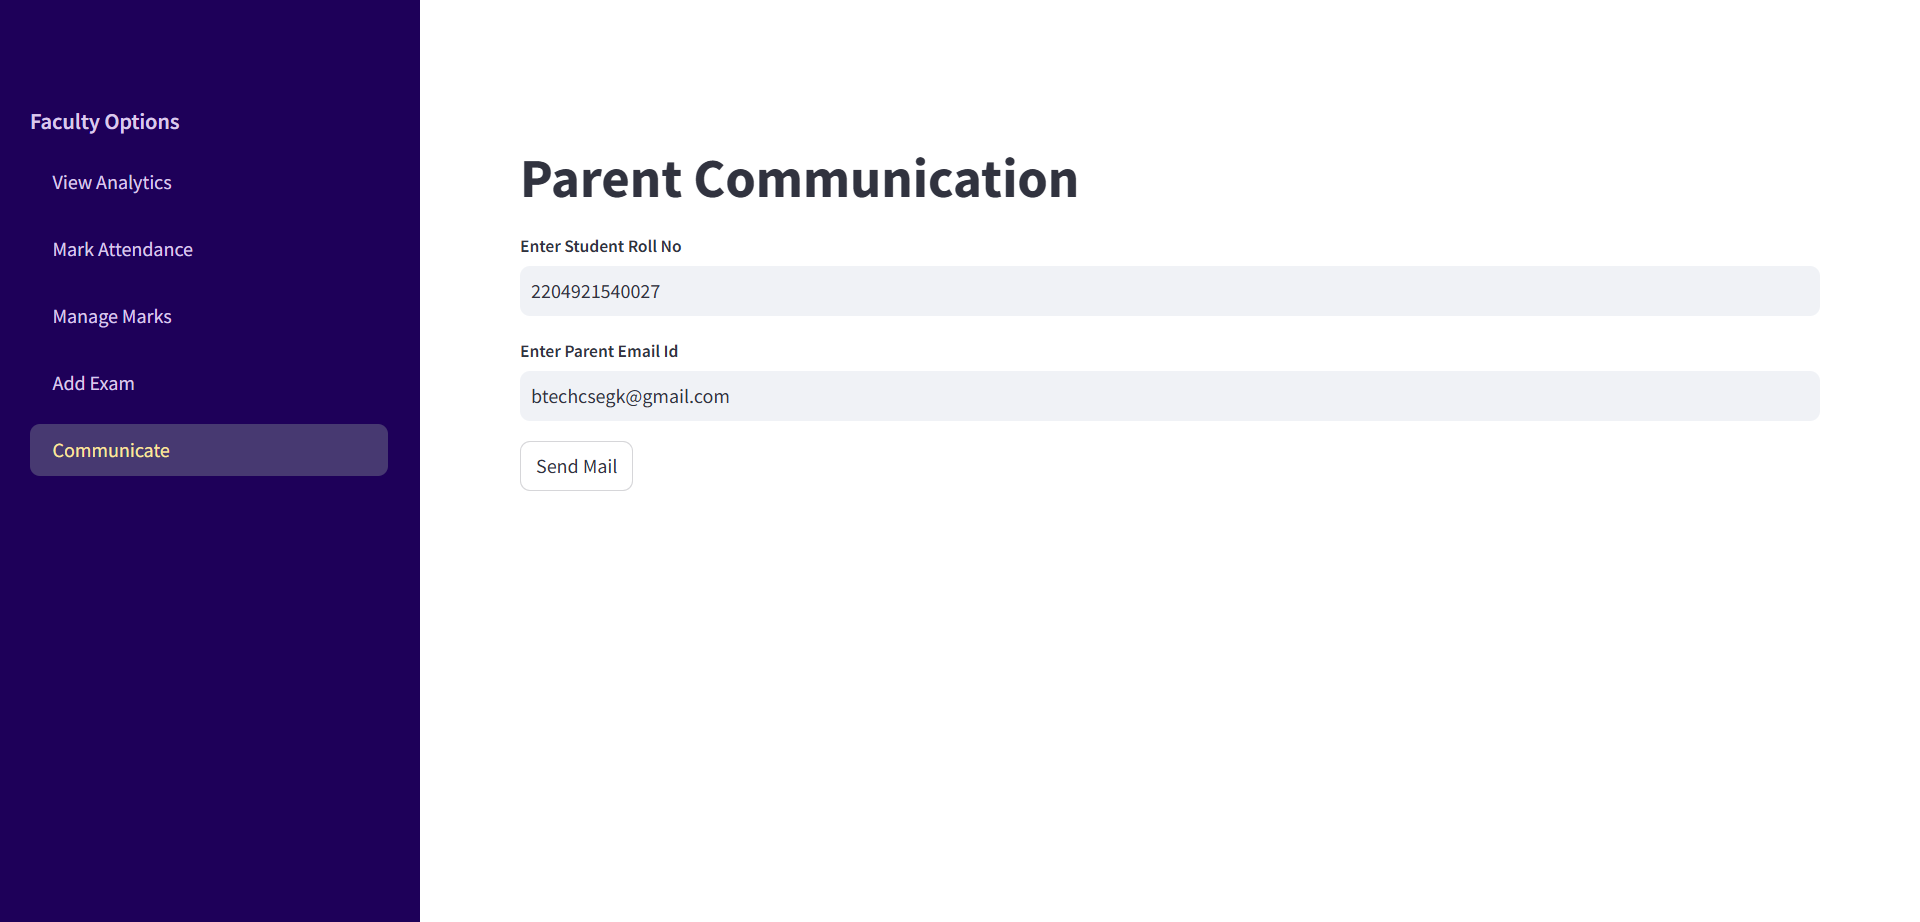 Faculty Options
View Analytics
Mark Attendance
Manage Marks
Add Exam
Communicate
Parent Communication
Enter Student Roll No
2204921540027
Enter Parent Email Id
btechcsegk@gmail.com
Send Mail